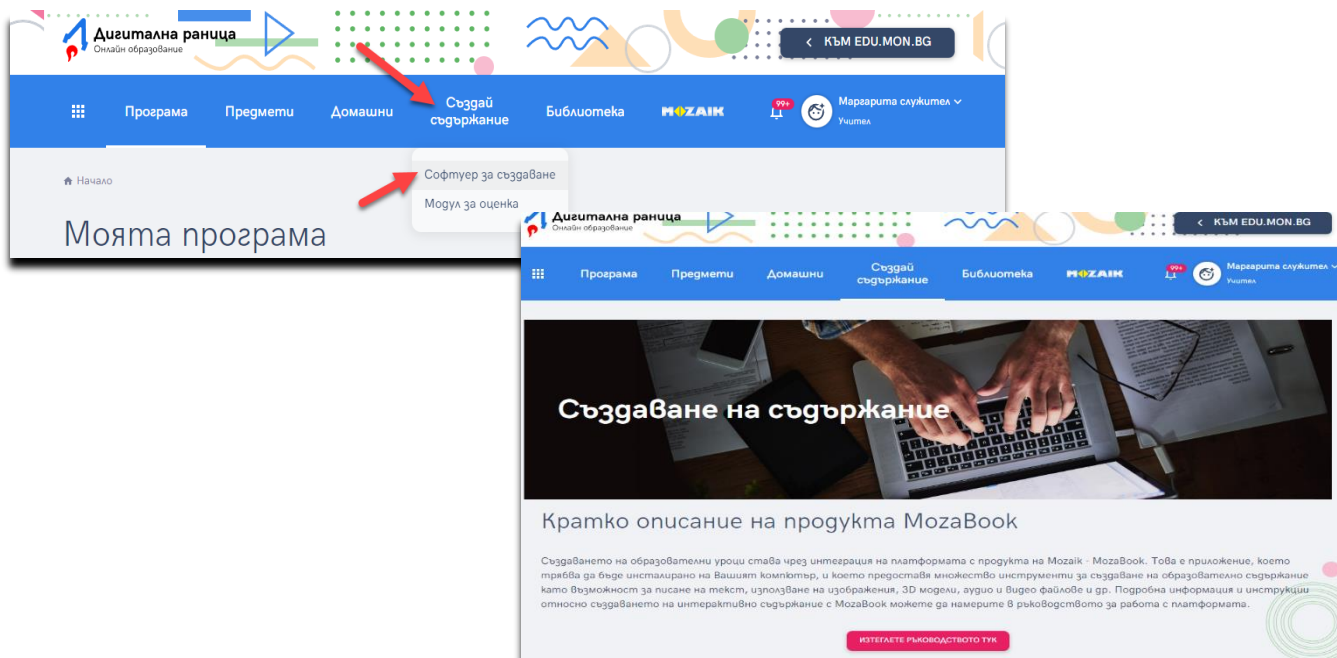 Дигитална раница
Онлайн образование
КЪМ EDU.MON.BG
Програма
Предмети
Домашни
Създай
съдържание
Библиотека
MOZAIK
99+
Маргарита служител
Учител
Софтуер за създаване
Модул за оценка
Начало
Моята програма
Дигитална раница
Онлайн образование
КЪМ EDU.MON.BG
Програма
Предмети
Домашни
Създай
съдържание
Библиотека
MOZAIK
99+
Маргарита служител
Учител
Създаване на съдържание
Кратко описание на продукта MozaBook
Създаването на образователни уроци става чрез интеграция на платформата с продукта на Mozaik - MozaBook. Това е приложение, което
трябва да бъде инсталирано на Вашият компютър, и което предоставя множество инструменти за създаване на образователно съдържание
като възможност за писане на текст, използване на изображения, 3D модели, аудио и видео файлове и др. Подробна информация и инструкции
относно създаването на интерактивно съдържание с MozaBook можете да намерите в ръководството за работа с платформата.
ИЗТЕГЛЕТЕ РЪКОВОДСТВОТО ТУК